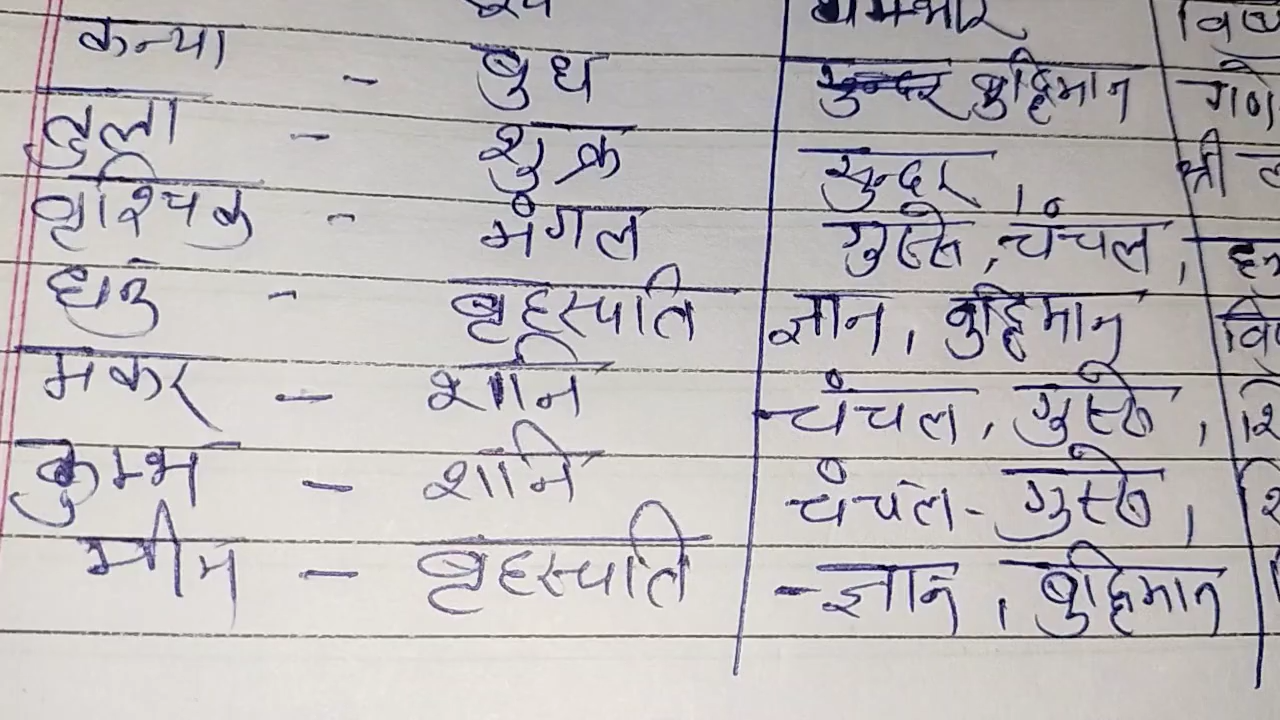 कन्या - बुध सुन्दर बुद्धिमान
तुला - शुक्र सुन्दर,
वृश्चिक - मंगल गुस्से, चंचल,
धनु - बृहस्पति ज्ञान, बुद्धिमान
मकर - शनि - चंचल, गुस्से,
कुम्भ - शनि चंचल - गुस्से,
मीन - बृहस्पति - ज्ञान, बुद्धिमान